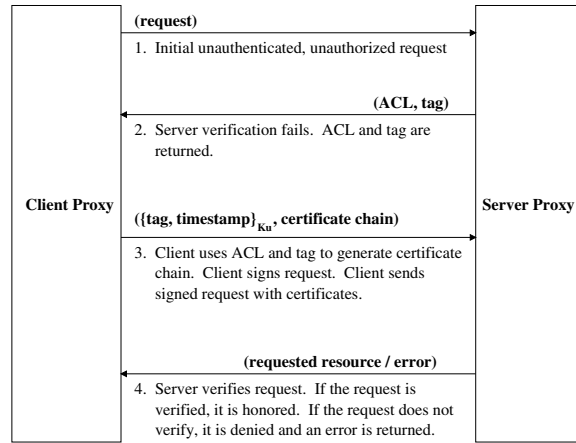 (request)
1. Initial unauthenticated, unauthorized request
(ACL, tag)
2. Server verification fails. ACL and tag are
returned.
Client Proxy
Server Proxy
({tag, timestamp}Ku, certificate chain)
3. Client uses ACL and tag to generate certificate
chain. Client signs request. Client sends
signed request with certificates.
(requested resource / error)
4. Server verifies request. If the request is
verified, it is honored. If the request does not
verify, it is denied and an error is returned.